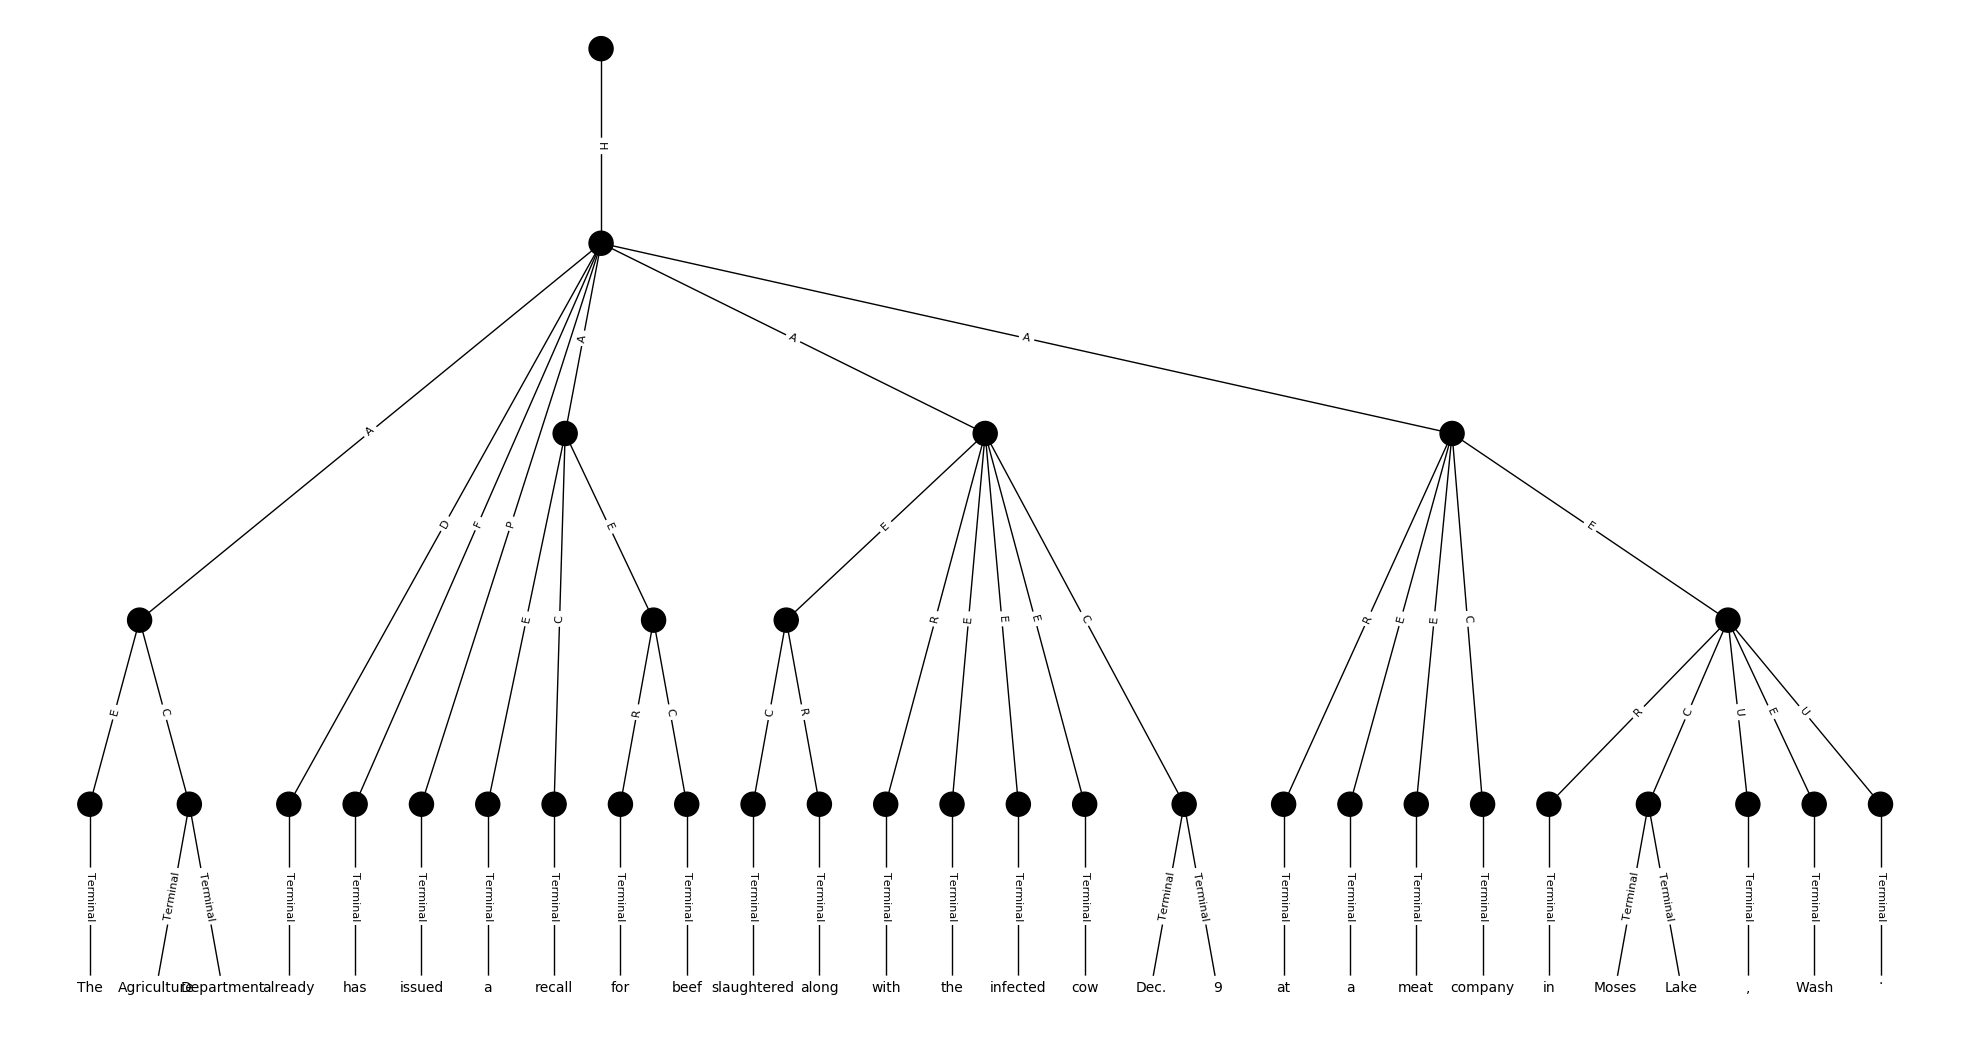 H
A A A
A
D F P E E E
E C R E E E C R E E C
E C R C C R R C U E U
Terminal Terminal Terminal Terminal Terminal Terminal Terminal Terminal Terminal Terminal Terminal Terminal Terminal Terminal Terminal Terminal Terminal Terminal Terminal Terminal Terminal Terminal Terminal Terminal Terminal Terminal Terminal Terminal
The Agriculture Department already has issued a recall for beef slaughtered along with the infected cow Dec. 9 at a meat company in Moses Lake , Wash .